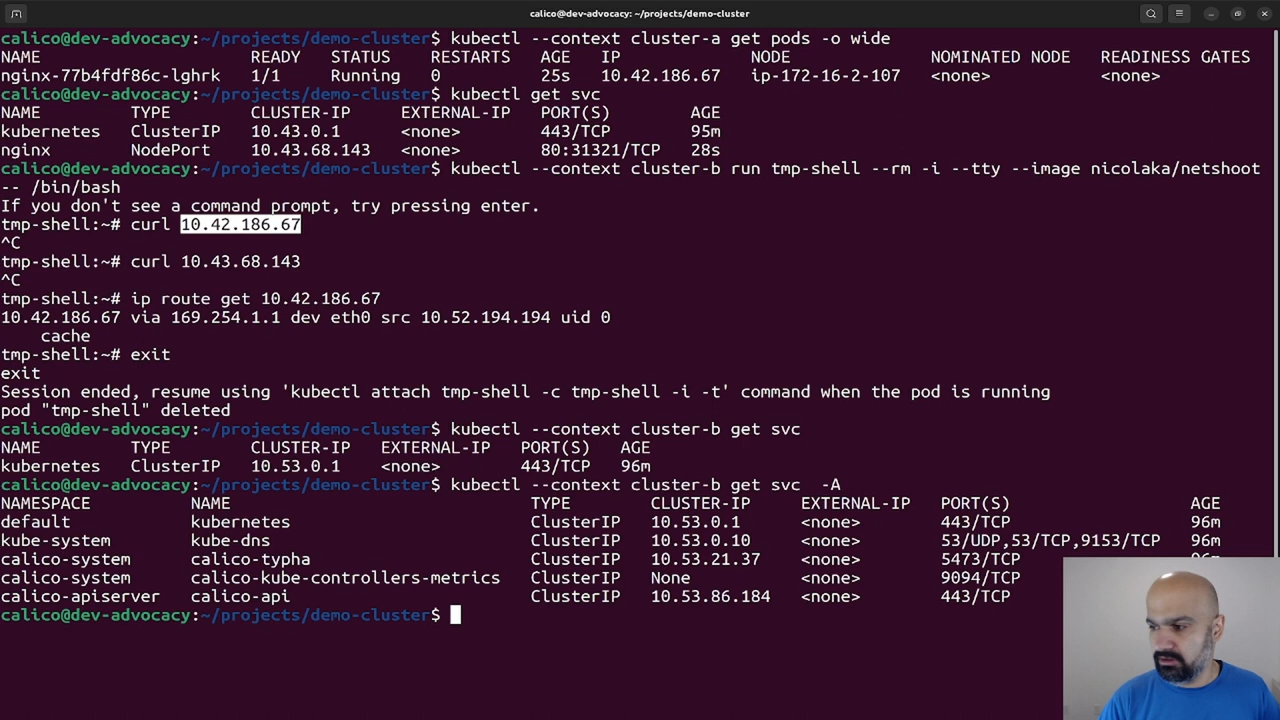 calico@dev-advocacy: ~/projects/demo-cluster
calico@dev-advocacy:~/projects/demo-cluster$ kubectl --context cluster-a get pods -o wide
NAME READY STATUS RESTARTS AGE IP NODE NOMINATED NODE READINESS GATES
nginx-77b4fdf86c-lghrk 1/1 Running 0 25s 10.42.186.67 ip-172-16-2-107 <none> <none>
calico@dev-advocacy:~/projects/demo-cluster$ kubectl get svc
NAME TYPE CLUSTER-IP EXTERNAL-IP PORT(S) AGE
kubernetes ClusterIP 10.43.0.1 <none> 443/TCP 95m
nginx NodePort 10.43.68.143 <none> 80:31321/TCP 28s
calico@dev-advocacy:~/projects/demo-cluster$ kubectl --context cluster-b run tmp-shell --rm -i --tty --image nicolaka/netshoot
-- /bin/bash
If you don't see a command prompt, try pressing enter.
tmp-shell:~# curl 10.42.186.67
^C
tmp-shell:~# curl 10.43.68.143
^C
tmp-shell:~# ip route get 10.42.186.67
10.42.186.67 via 169.254.1.1 dev eth0 src 10.52.194.194 uid 0
cache
tmp-shell:~# exit
exit
Session ended, resume using 'kubectl attach tmp-shell -c tmp-shell -i -t' command when the pod is running
pod "tmp-shell" deleted
calico@dev-advocacy:~/projects/demo-cluster$ kubectl --context cluster-b get svc
NAME TYPE CLUSTER-IP EXTERNAL-IP PORT(S) AGE
kubernetes ClusterIP 10.53.0.1 <none> 443/TCP 96m
calico@dev-advocacy:~/projects/demo-cluster$ kubectl --context cluster-b get svc -A
NAMESPACE NAME TYPE CLUSTER-IP EXTERNAL-IP PORT(S) AGE
default kubernetes ClusterIP 10.53.0.1 <none> 443/TCP 96m
kube-system kube-dns ClusterIP 10.53.0.10 <none> 53/UDP,53/TCP,9153/TCP 96m
calico-system calico-typha ClusterIP 10.53.21.37 <none> 5473/TCP 96m
calico-system calico-kube-controllers-metrics ClusterIP None <none> 9094/TCP
calico-apiserver calico-api ClusterIP 10.53.86.184 <none> 443/TCP
calico@dev-advocacy:~/projects/demo-cluster$